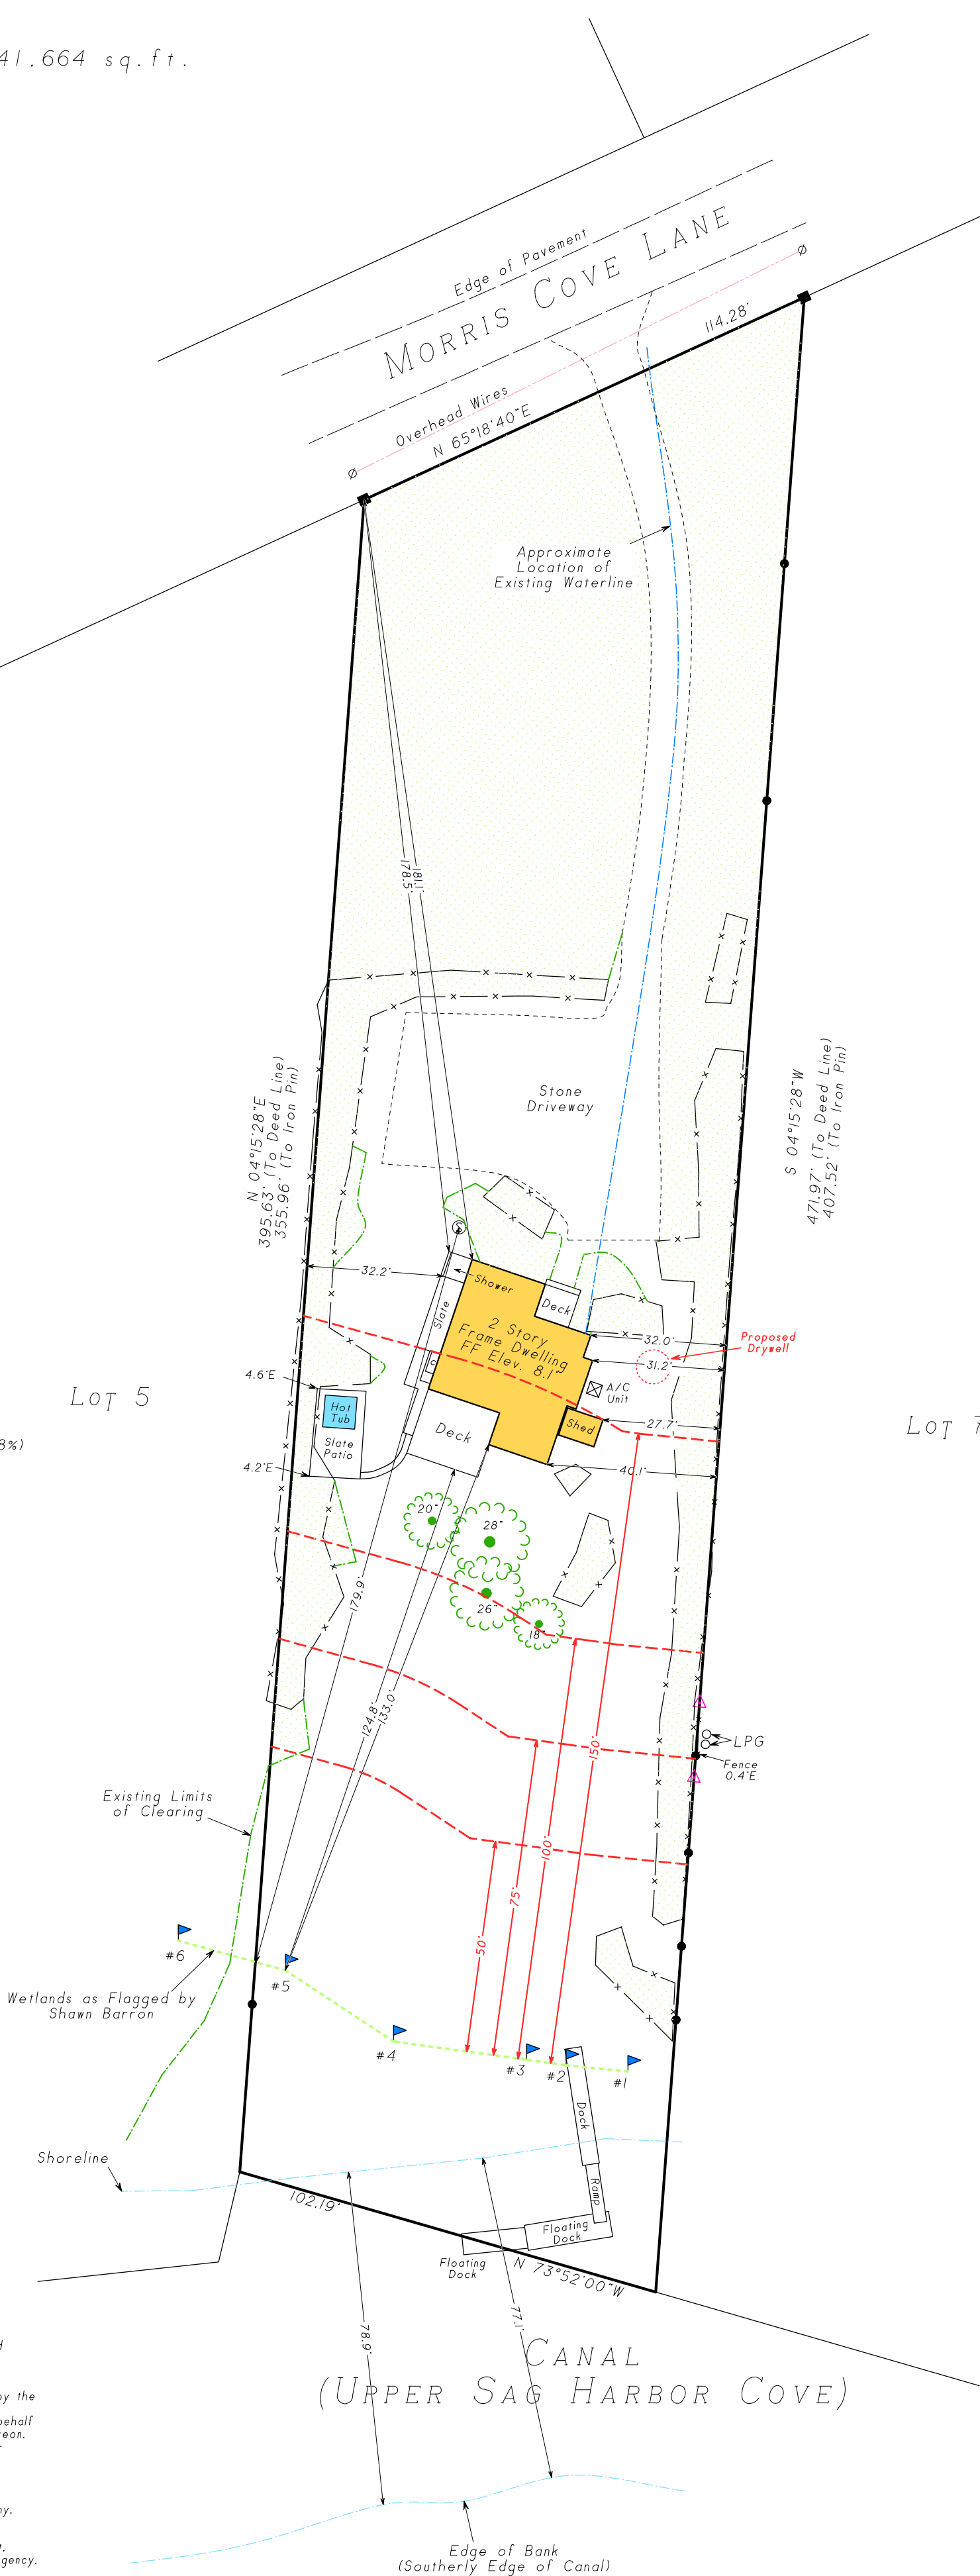 41.664 sq.ft.
Edge of Pavement
MORRIS COVE LANE
114.28'
Overhead Wires
N 65°18'40"E
Approximate
Location of
Existing Waterline
178.5'
181.1'
N 04°15'28"E
395.63' (To Deed Line)
355.96' (To Iron Pin)
S 04°15'28"W
471.97' (To Deed Line)
407.52' (To Iron Pin)
Stone
Driveway
32.2'
Shower
Slate
Deck
2 Story
Frame Dwelling
FF Elev. 8.1'
C
32.0'
31.2'
Proposed
Drywell
A/C
Unit
4.6'E
Hot
Tub
Slate
Patio
4.2'E
Deck
Shed
27.7'
40.1'
LOT 5
LOT 7
8%)
20"
28"
26"
18"
179.9'
124.8'
133.0'
150'
100'
75'
50'
LPG
Fence
0.4'E
Existing Limits
of Clearing
#6
#5
#4
#3
#2
#1
Wetlands as Flagged by
Shawn Barron
Dock
Ramp
Floating
Dock
Floating
Dock
Shoreline
102.19'
N 73°52'00"W
78.9'
77.1'
CANAL
(UPPER SAG HARBOR COVE)
by the
behalf
eon,
ny.
t.
gency.
Edge of Bank
(Southerly Edge of Canal)